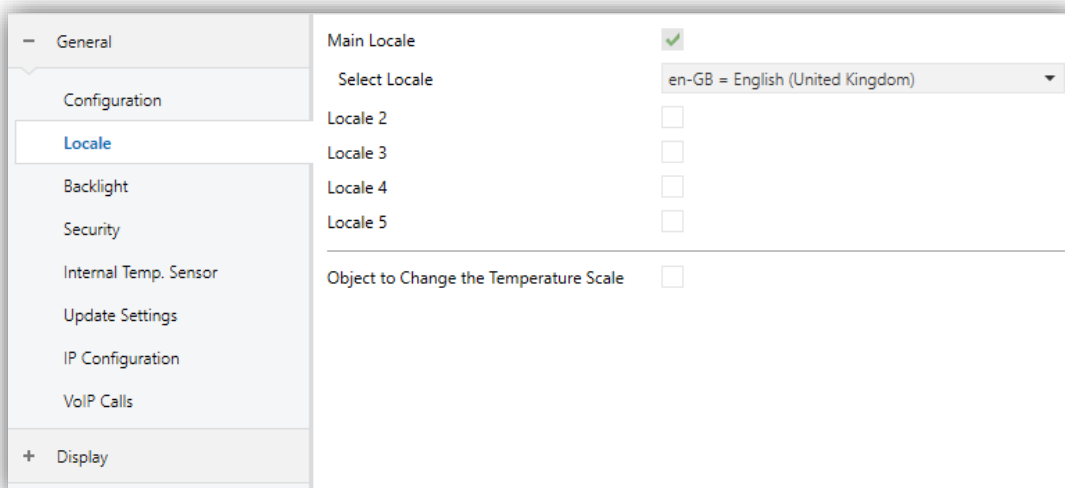 General
Configuration
Locale
Backlight
Security
Internal Temp. Sensor
Update Settings
IP Configuration
VoIP Calls
Display
Main Locale
Select Locale
en-GB = English (United Kingdom)
Locale 2
Locale 3
Locale 4
Locale 5
Object to Change the Temperature Scale